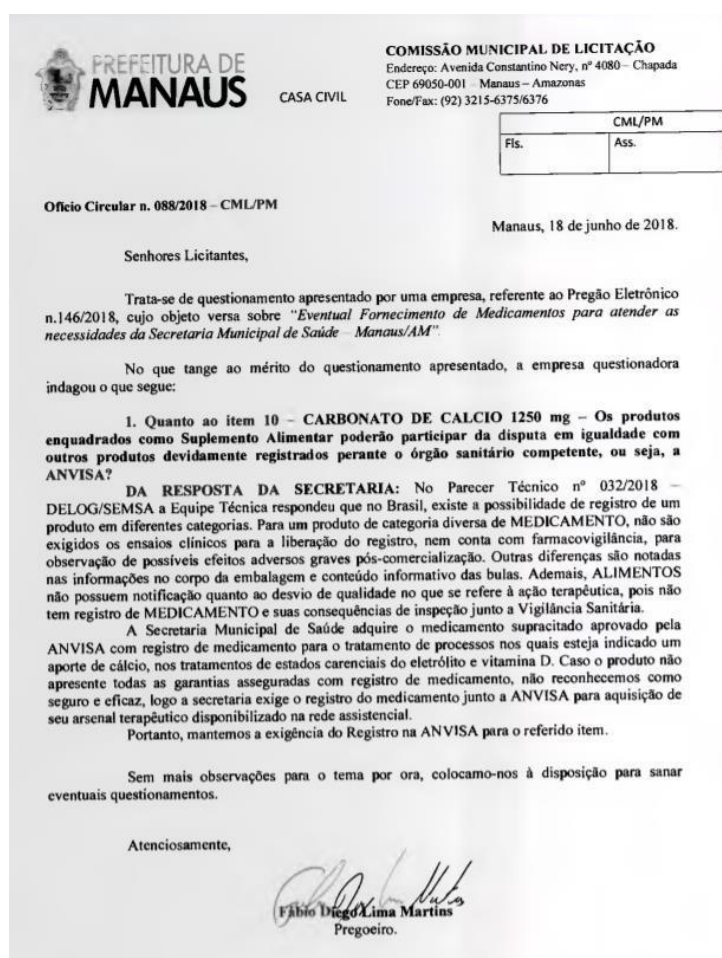 PREFEITURA DE
MANAUS
CASA CIVIL
COMISSÃO MUNICIPAL DE LICITAÇÃO
Endereço: Avenida Constantino Nery, nº 4080 – Chapada
CEP 69050-001 – Manaus – Amazonas
Fone/Fax: (92) 3215-6375/6376
CML/PM
Fls.
Ass.
Ofício Circular n. 088/2018 – CML/PM
Manaus, 18 de junho de 2018.
Senhores Licitantes,
Trata-se de questionamento apresentado por uma empresa, referente ao Pregão Eletrônico
n.146/2018, cujo objeto versa sobre "Eventual Fornecimento de Medicamentos para atender as
necessidades da Secretaria Municipal de Saúde – Manaus/AM".
No que tange ao mérito do questionamento apresentado, a empresa questionadora
indagou o que segue:
1. Quanto ao item 10 – CARBONATO DE CALCIO 1250 mg – Os produtos
enquadrados como Suplemento Alimentar poderão participar da disputa em igualdade com
outros produtos devidamente registrados perante o órgão sanitário competente, ou seja, a
ANVISA?
DA RESPOSTA DA SECRETARIA: No Parecer Técnico nº 032/2018 –
DELOG/SEMSA a Equipe Técnica respondeu que no Brasil, existe a possibilidade de registro de um
produto em diferentes categorias. Para um produto de categoria diversa de MEDICAMENTO, não são
exigidos os ensaios clínicos para a liberação do registro, nem conta com farmacovigilância, para
observação de possíveis efeitos adversos graves pós-comercialização. Outras diferenças são notadas
nas informações no corpo da embalagem e conteúdo informativo das bulas. Ademais, ALIMENTOS
não possuem notificação quanto ao desvio de qualidade no que se refere à ação terapêutica, pois não
tem registro de MEDICAMENTO e suas consequências de inspeção junto a Vigilância Sanitária.
A Secretaria Municipal de Saúde adquire o medicamento supracitado aprovado pela
ANVISA com registro de medicamento para o tratamento de processos nos quais esteja indicado um
aporte de cálcio, nos tratamentos de estados carenciais do eletrólito e vitamina D. Caso o produto não
apresente todas as garantias asseguradas com registro de medicamento, não reconhecemos como
seguro e eficaz, logo a secretaria exige o registro do medicamento junto a ANVISA para aquisição de
seu arsenal terapêutico disponibilizado na rede assistencial.
Portanto, mantemos a exigência do Registro na ANVISA para o referido item.
Sem mais observações para o tema por ora, colocamo-nos à disposição para sanar
eventuais questionamentos.
Atenciosamente,
Fábio Diego Lima Martins
Pregoeiro.